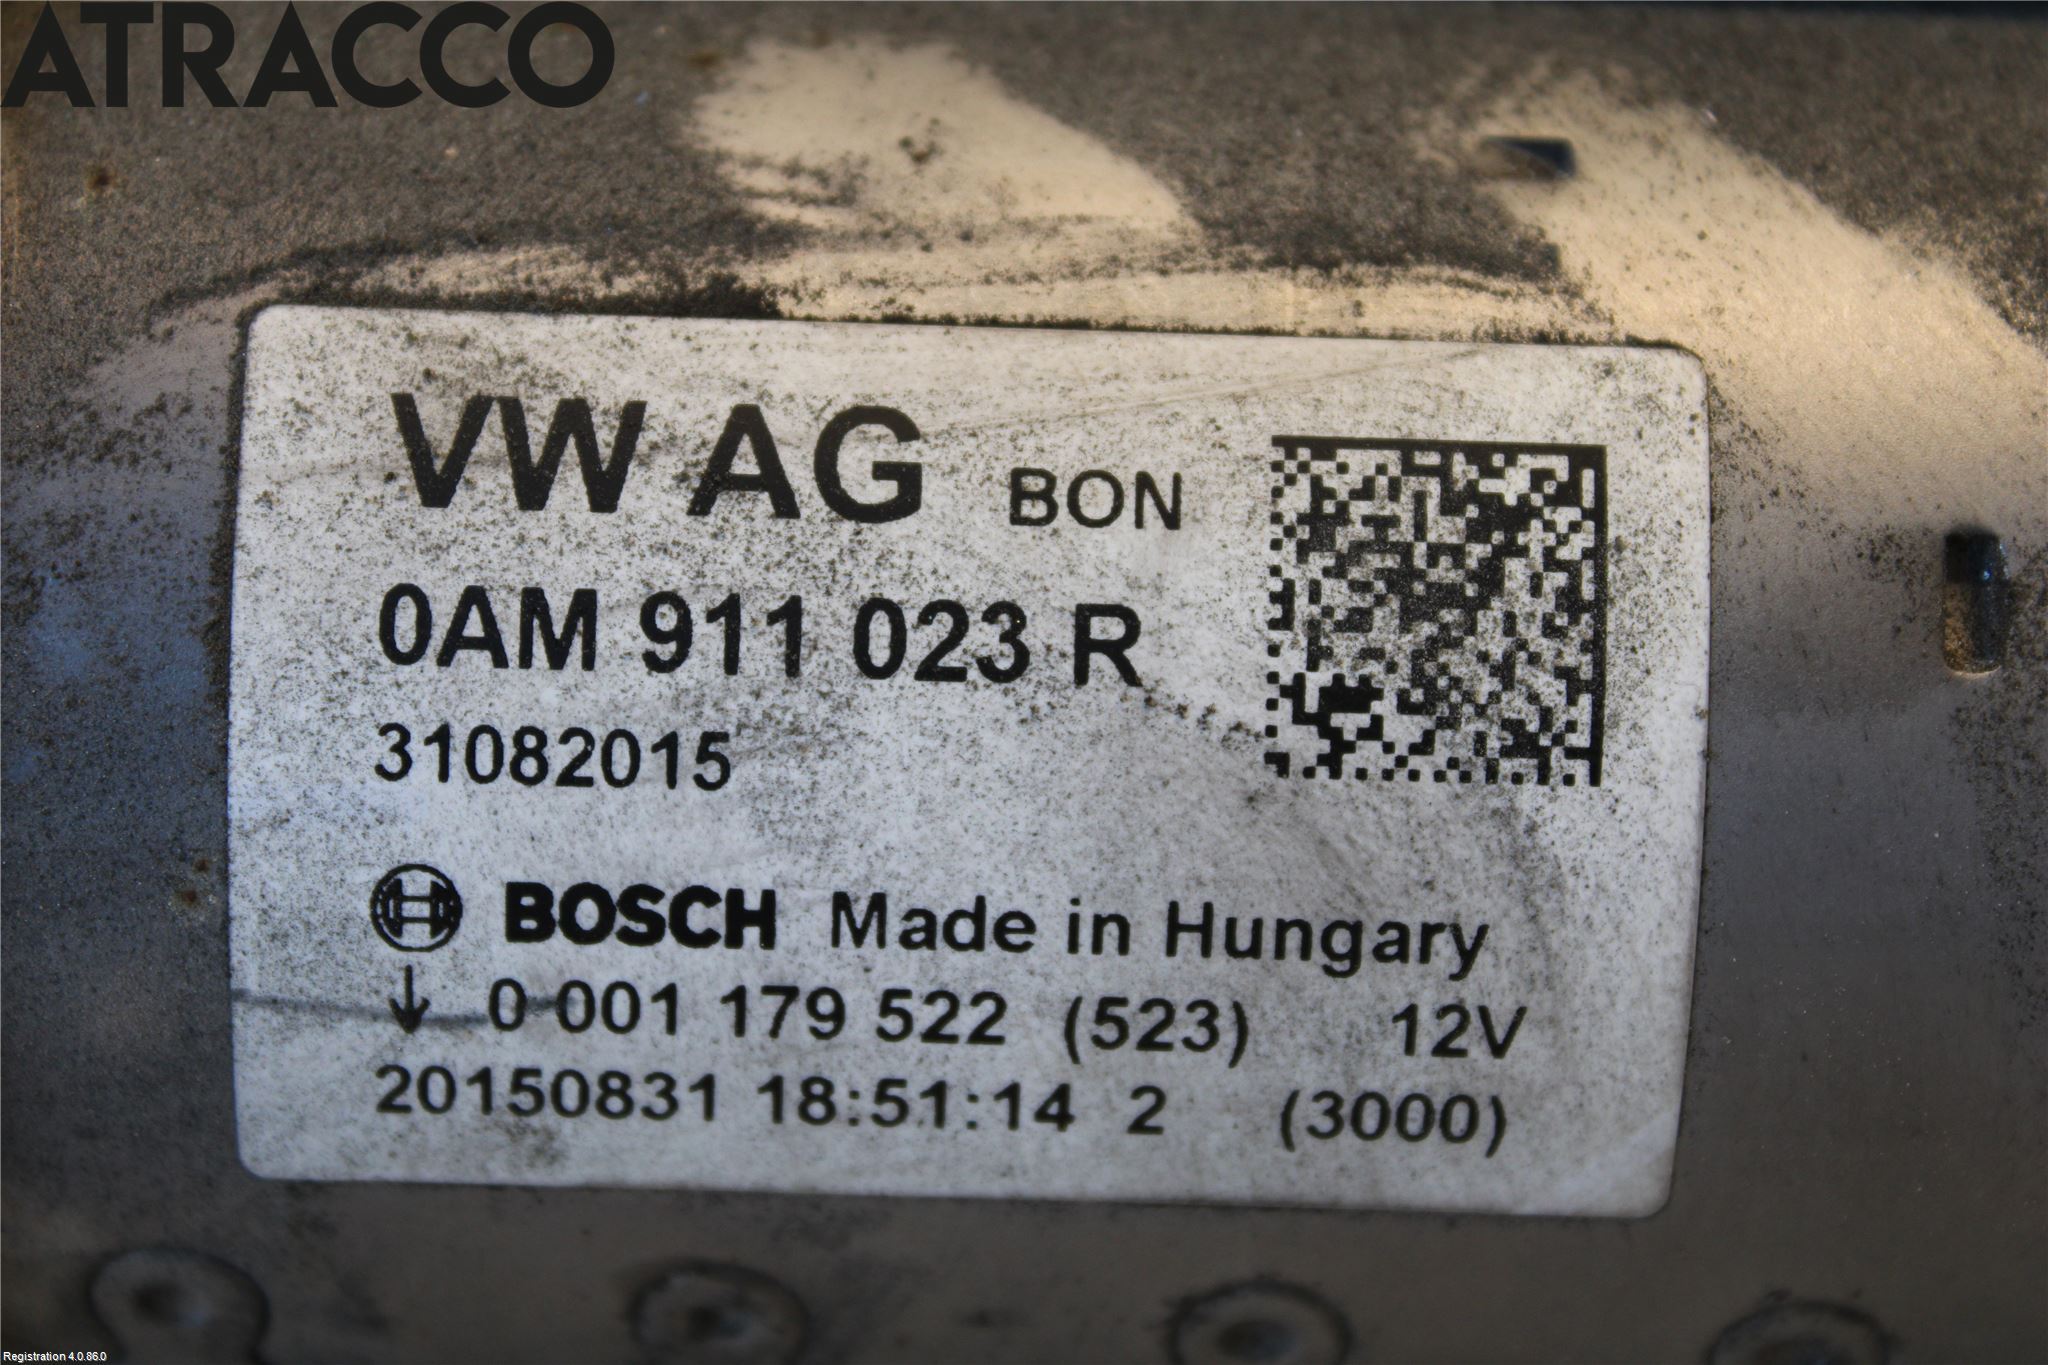 ATRACCO
VW AG BON
0AM 911 023 R
31082015
BOSCH Made in Hungary
↓ 0 001 179 522 (523) 12V
20150831 18:51:14 2 (3000)
Registration 4.0.86.0